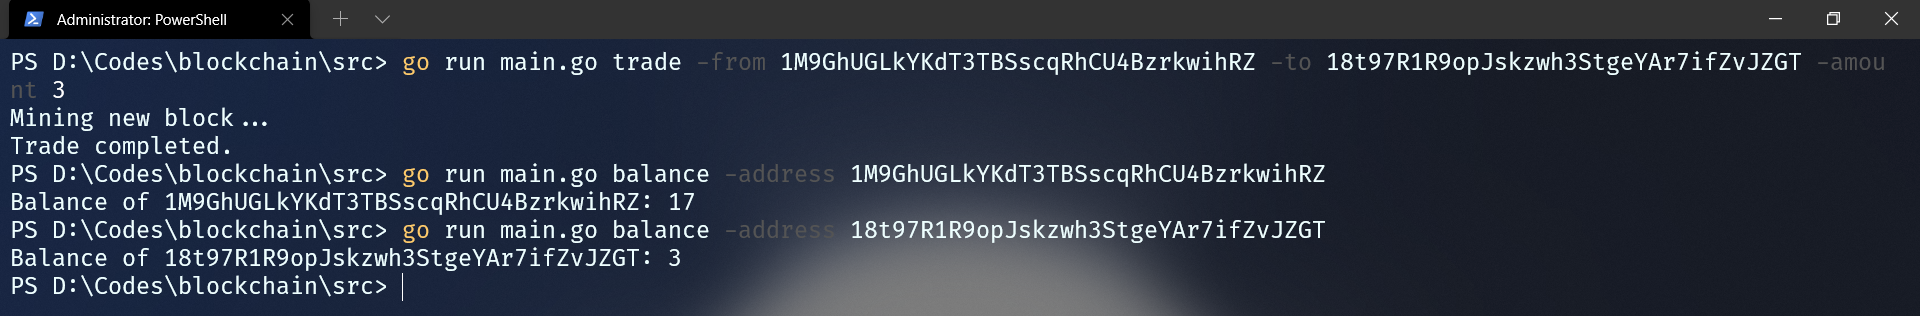 Administrator: PowerShell
PS D:\Codes\blockchain\src> go run main.go trade -from 1M9GhUGLkYKdT3TBSscqRhCU4BzrkwihRZ -to 18t97R1R9opJskzwh3StgeYAr7ifZvJZGT -amou
nt 3
Mining new block...
Trade completed.
PS D:\Codes\blockchain\src> go run main.go balance -address 1M9GhUGLkYKdT3TBSscqRhCU4BzrkwihRZ
Balance of 1M9GhUGLkYKdT3TBSscqRhCU4BzrkwihRZ: 17
PS D:\Codes\blockchain\src> go run main.go balance -address 18t97R1R9opJskzwh3StgeYAr7ifZvJZGT
Balance of 18t97R1R9opJskzwh3StgeYAr7ifZvJZGT: 3
PS D:\Codes\blockchain\src>